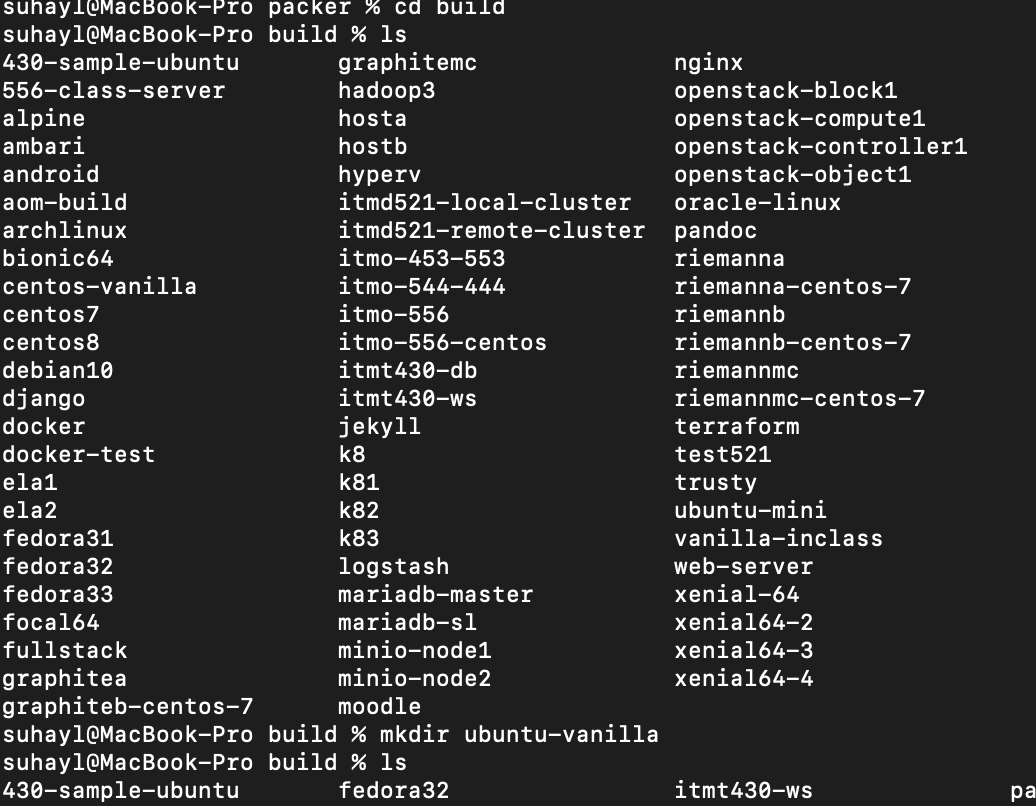 suhayl@MacBook-Pro packer % cd build
suhayl@MacBook-Pro build % ls
430-sample-ubuntu graphitemc nginx
556-class-server hadoop3 openstack-block1
alpine hosta openstack-compute1
ambari hostb openstack-controller1
android hyperv openstack-object1
aom-build itmd521-local-cluster oracle-linux
archlinux itmd521-remote-cluster pandoc
bionic64 itmo-453-553 riemanna
centos-vanilla itmo-544-444 riemanna-centos-7
centos7 itmo-556 riemannb
centos8 itmo-556-centos riemannb-centos-7
debian10 itmt430-db riemannmc
django itmt430-ws riemannmc-centos-7
docker jekyll terraform
docker-test k8 test521
ela1 k81 trusty
ela2 k82 ubuntu-mini
fedora31 k83 vanilla-inclass
fedora32 logstash web-server
fedora33 mariadb-master xenial-64
focal64 mariadb-sl xenial64-2
fullstack minio-node1 xenial64-3
graphitea minio-node2 xenial64-4
graphiteb-centos-7 moodle
suhayl@MacBook-Pro build % mkdir ubuntu-vanilla
suhayl@MacBook-Pro build % ls
430-sample-ubuntu fedora32 itmt430-ws